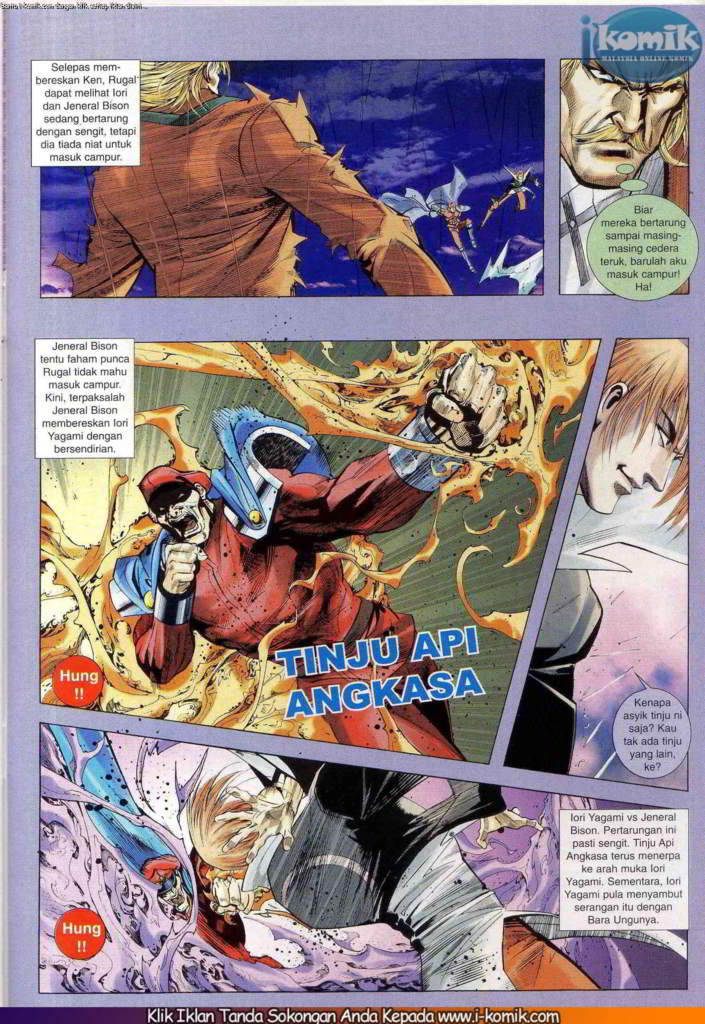 ikomik
MALAYSIA ONLINE KOMIK
Selepas mem-
bereskan Ken, Rugal
dapat melihat Iori
dan Jeneral Bison
sedang bertarung
dengan sengit, tetapi
dia tiada niat untuk
masuk campur.
Biar
mereka bertarung
sampai masing-
masing cedera
teruk, barulah aku
masuk campur!
Ha!
Jeneral Bison
tentu faham punca
Rugal tidak mahu
masuk campur.
Kini, terpaksalah
Jeneral Bison
membereskan Iori
Yagami dengan
bersendirian.
Hung
!!
TINJU API
ANGKASA
Kenapa
asyik tinju ni
saja? Kau
tak ada tinju
yang lain,
ke?
Iori Yagami vs Jeneral
Bison. Pertarungan ini
pasti sengit. Tinju Api
Angkasa terus menerpa
ke arah muka Iori
Yagami. Sementara, Iori
Yagami pula menyambut
serangan itu dengan
Bara Ungunya.
Hung
!!
Klik Iklan Tanda Sokongan Anda Kepada www.i-komik.com